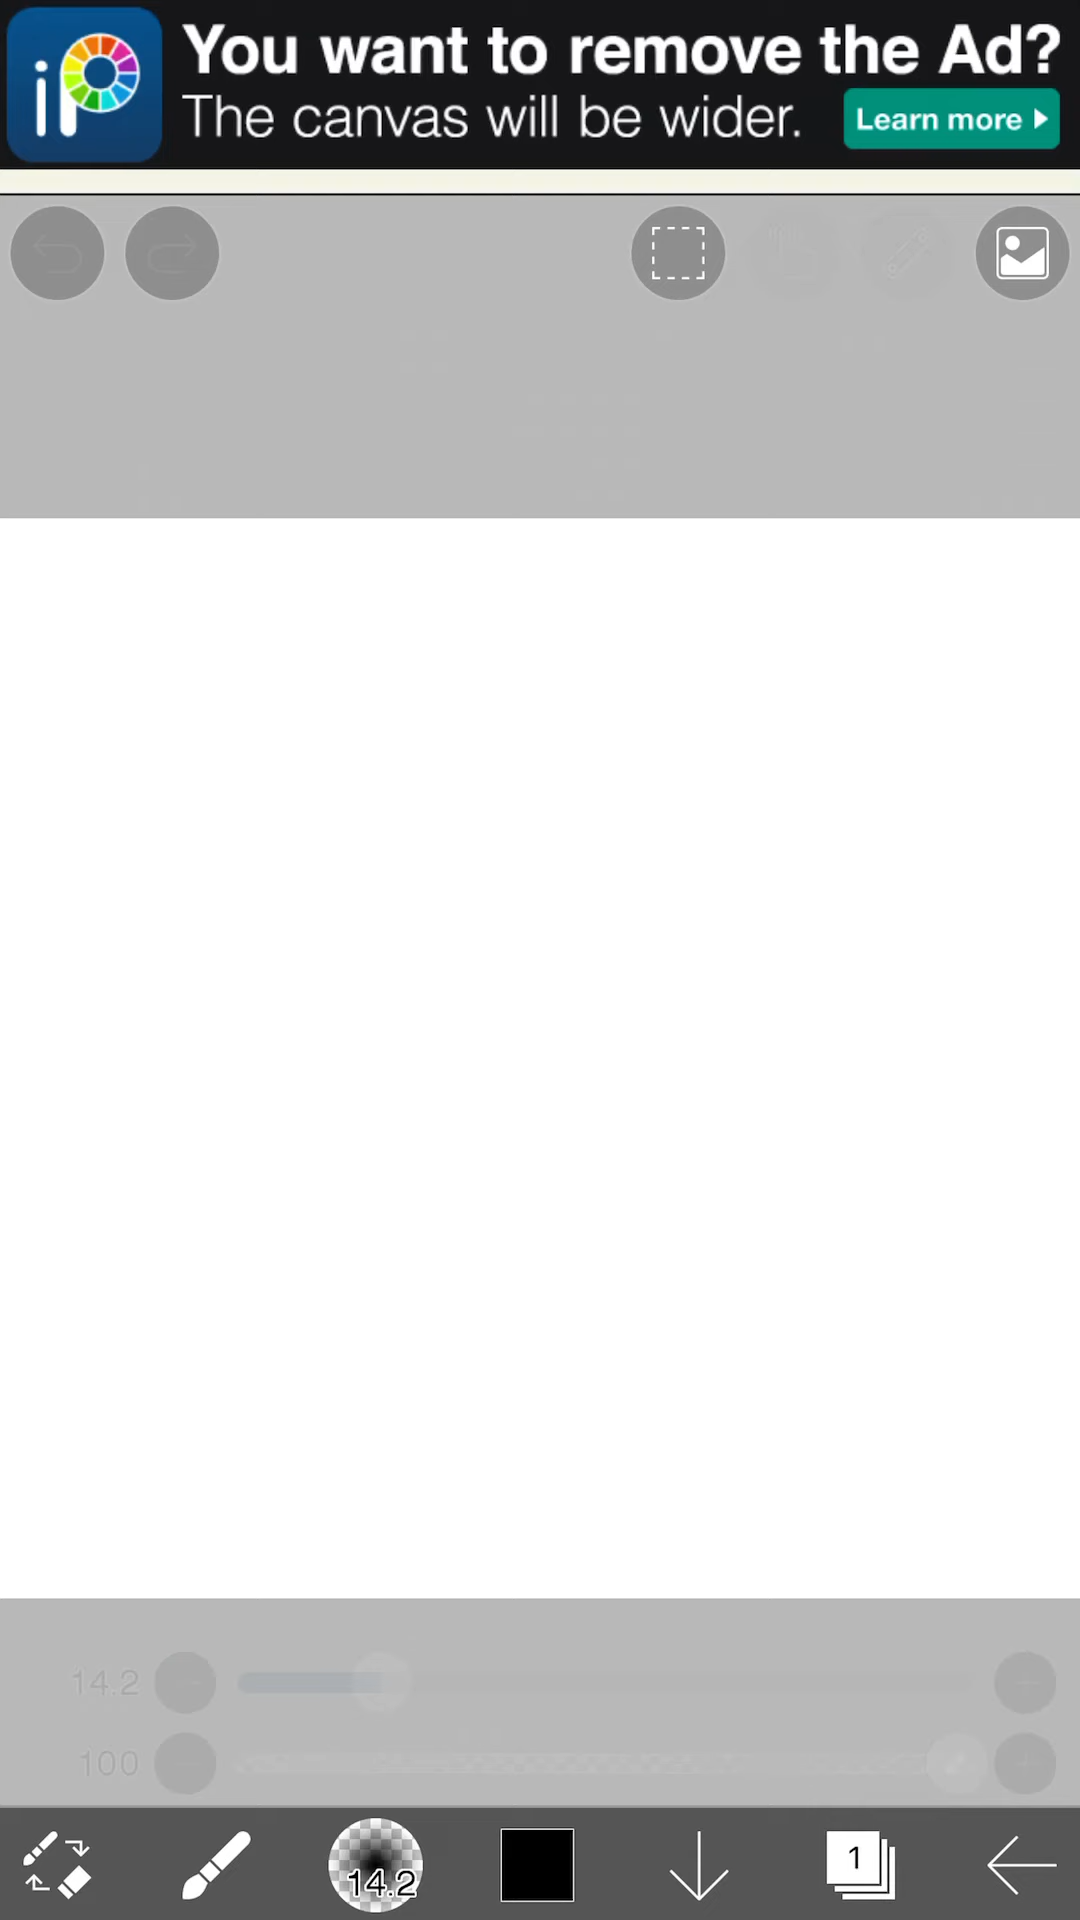 iP
You want to remove the Ad?
The canvas will be wider.
Learn more
14.2
100
14.2
1